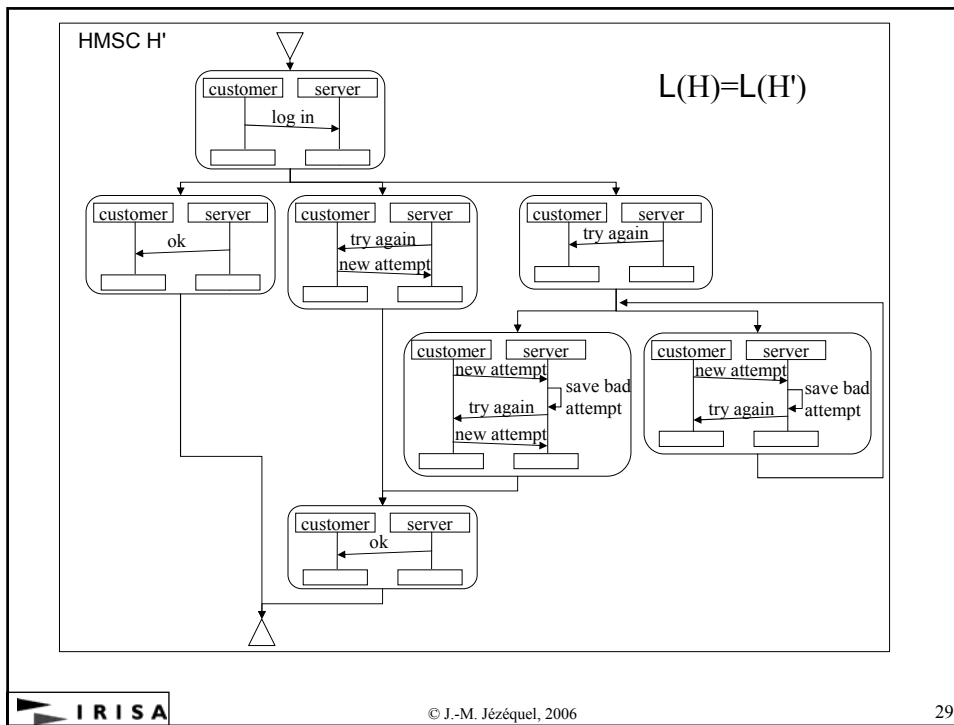 HMSC H'
L(H)=L(H')
customer server
log in
customer server
ok
customer server
try again
new attempt
customer server
try again
customer server
new attempt
save bad
attempt
try again
new attempt
customer server
new attempt
save bad
attempt
try again
customer server
ok
IRISA
© J.-M. Jézéquel, 2006
29